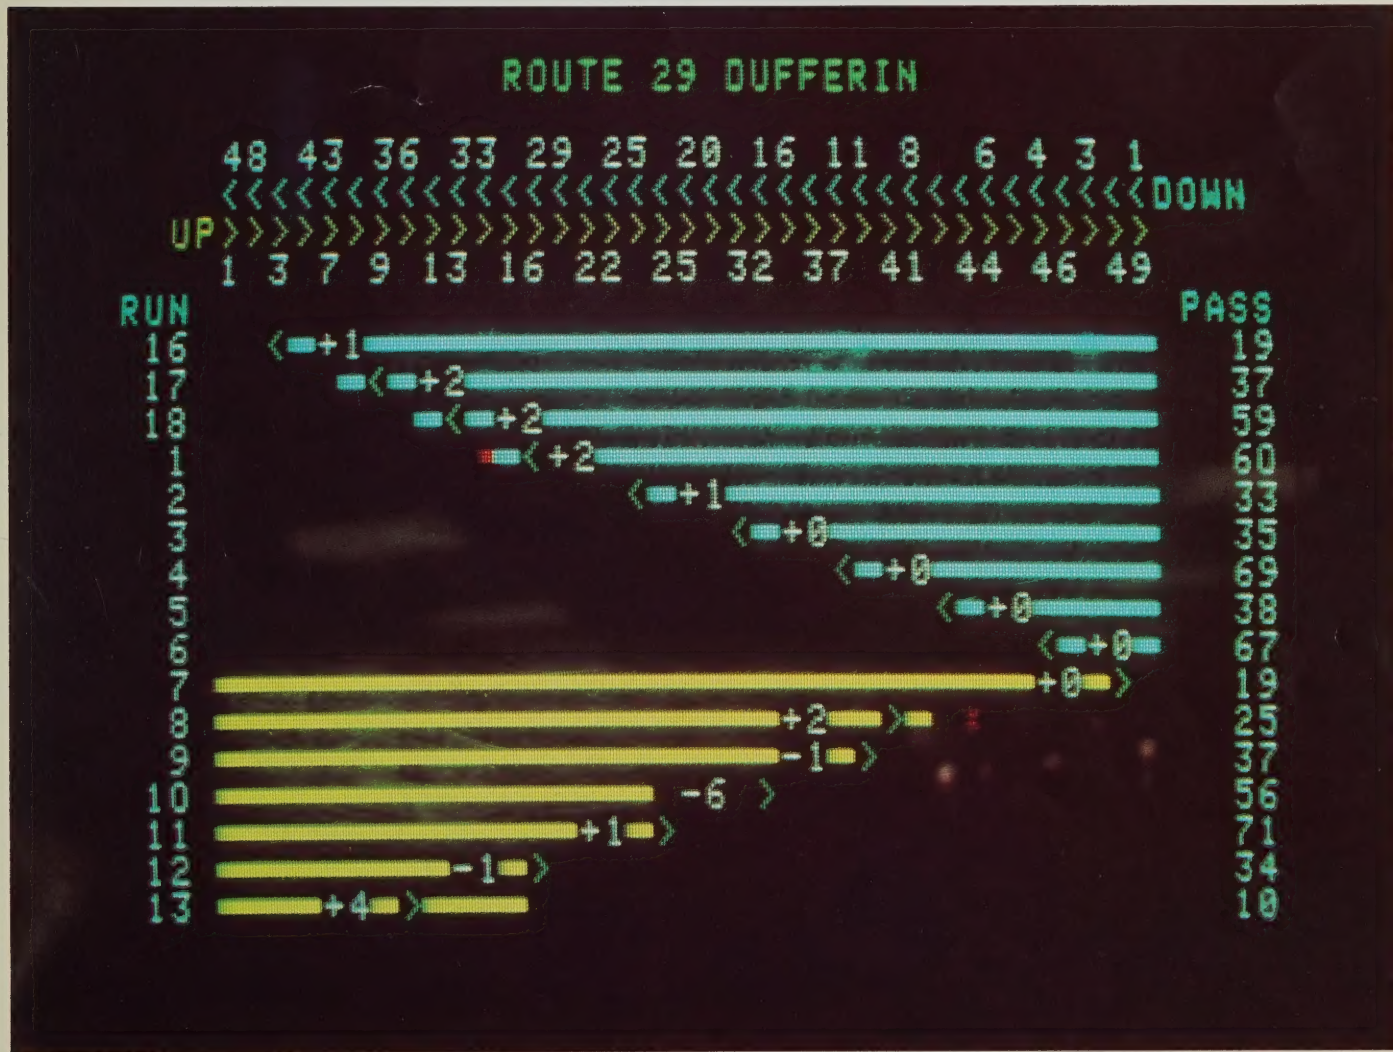 ROUTE 29 DUFFERIN
48 43 36 33 29 25 20 16 11 8 6 4 3 1
<<<<<<<<<<<<<<<<<<<<<<<<<<<<<<<<<<<<<DOWN
UP>>>>>>>>>>>>>>>>>>>>>>>>>>>>>>>>>>>>>
1 3 7 9 13 16 22 25 32 37 41 44 46 49
RUN PASS
16 < +1 19
17 < +2 37
18 < +2 59
1 < +2 60
2 < +1 33
3 < +0 35
4 < +0 69
5 < +0 38
6 < +0 67
7 +0 > 19
8 +2 > 25
9 -1 > 37
10 -6 > 56
11 +1 > 71
12 -1 > 34
13 +4 > 10